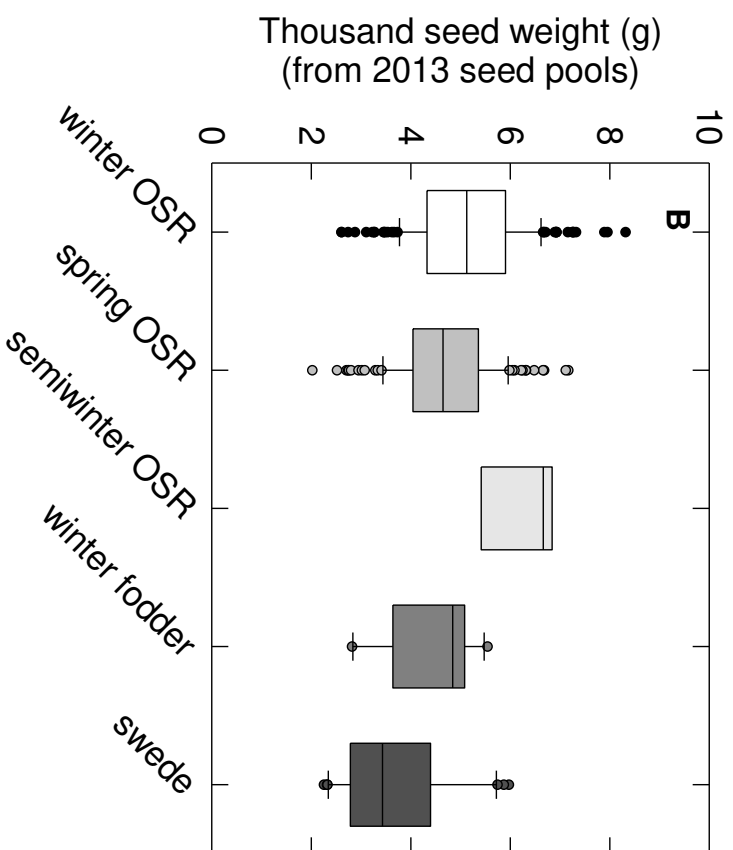 Thousand seed weight (g)
(from 2013 seed pools)
0 2 4 6 8 10
B
winter OSR
spring OSR
semiwinter OSR
winter fodder
swede